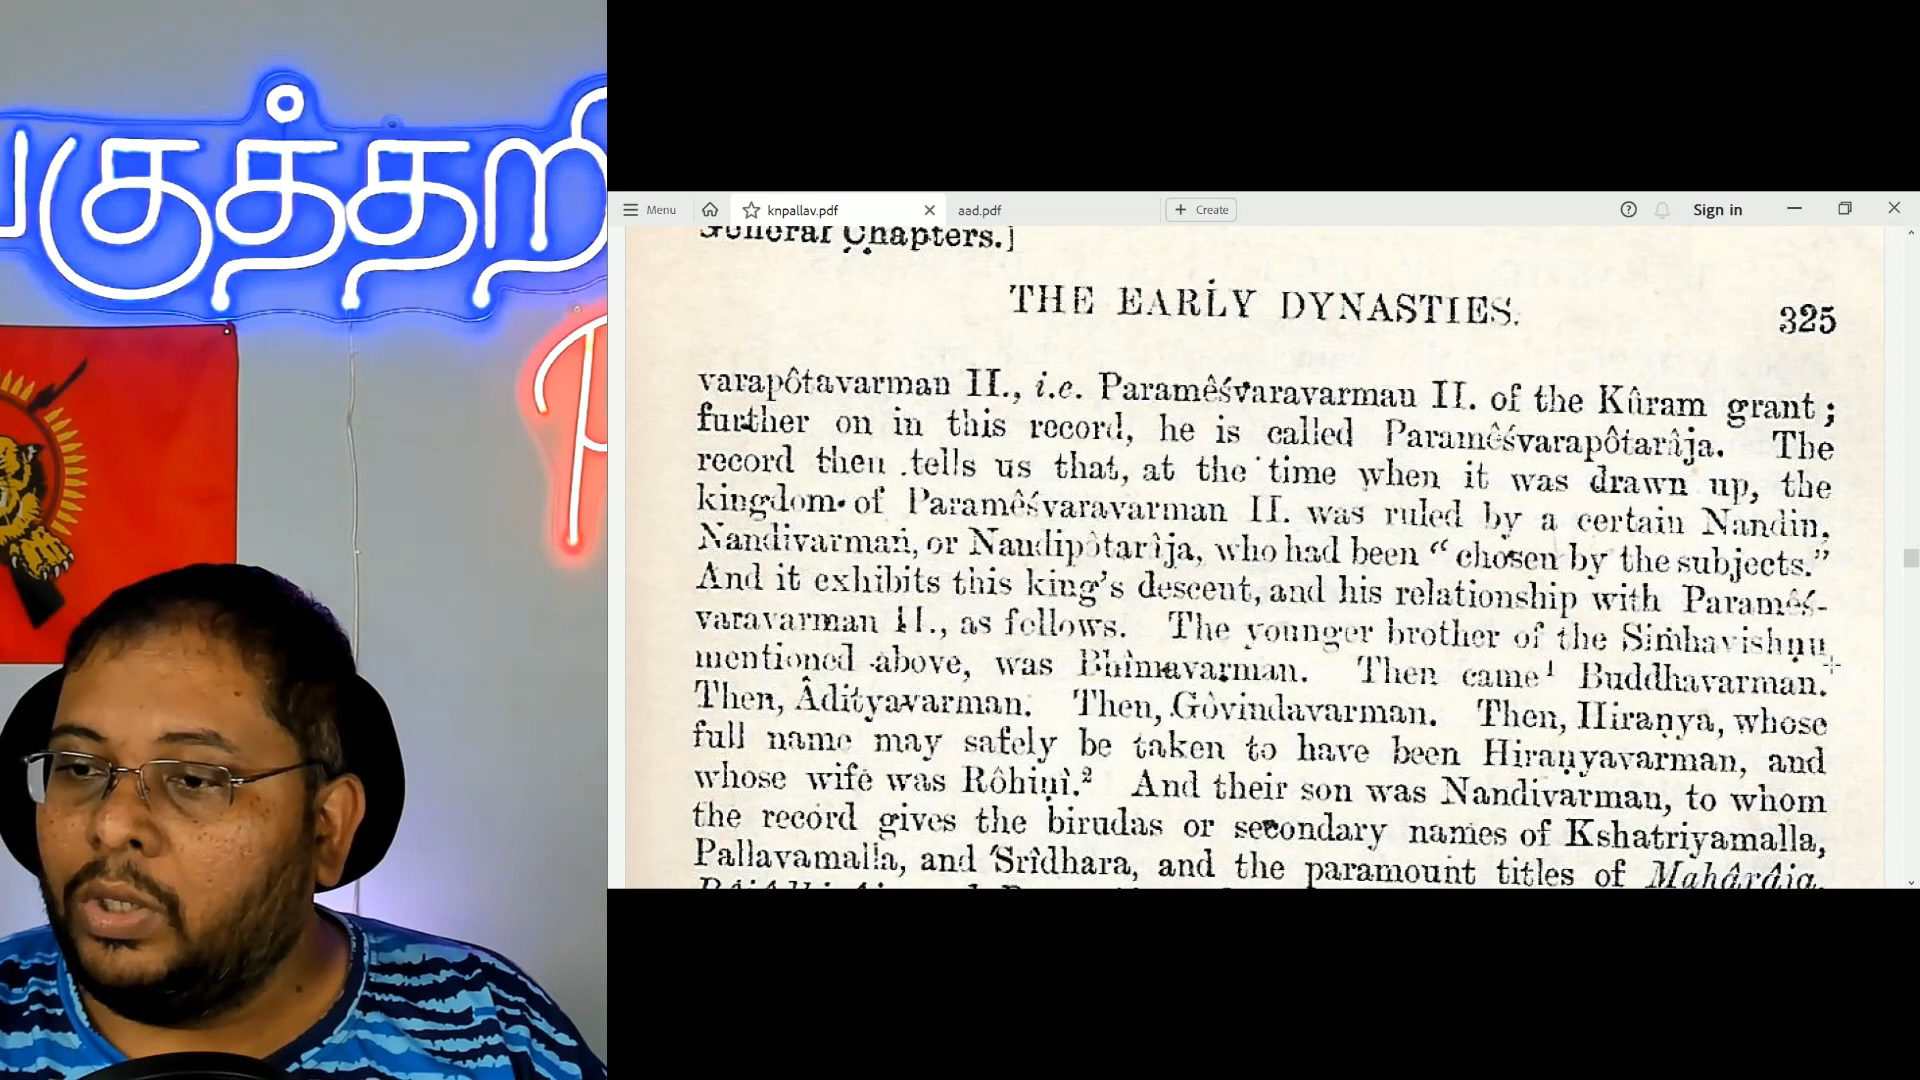 குத்தறி
Menu
knpallav.pdf
aad.pdf
Create
Sign in
General Chapters.]
THE EARLY DYNASTIES.
325
varapôtavarman II., i.e. Paramêśvaravarman II. of the Kûram grant;
further on in this record, he is called Paramêśvarapôtarâja. The
record then tells us that, at the time when it was drawn up, the
kingdom of Paramêśvaravarman II. was ruled by a certain Nandin,
Nandivarman, or Nandipôtarâja, who had been “chosen by the subjects.”
And it exhibits this king’s descent, and his relationship with Paramêś-
varavarman II., as follows. The younger brother of the Siṁhavishṇu
mentioned above, was Bhîmavarman. Then came¹ Buddhavarman.
Then, Âdityavarman. Then, Gôvindavarman. Then, Hiraṇya, whose
full name may safely be taken to have been Hiraṇyavarman, and
whose wife was Rôhiṇî.² And their son was Nandivarman, to whom
the record gives the birudas or secondary names of Kshatriyamalla,
Pallavamalla, and Śrîdhara, and the paramount titles of Mahârâja,